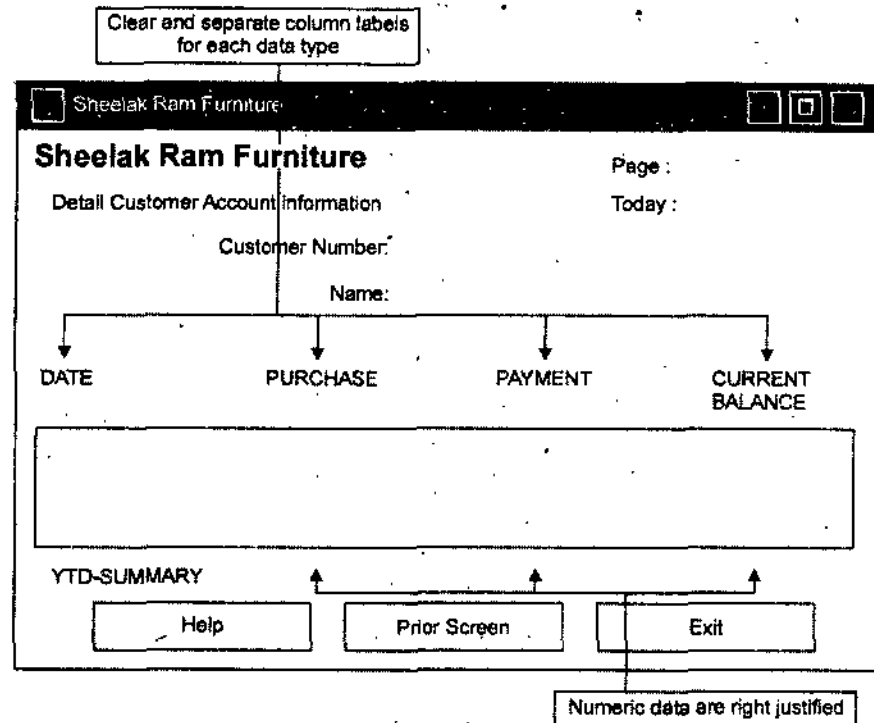 Clear and separate column labels
for each data type
Sheelak Ram Furniture
Sheelak Ram Furniture
Page :
Detail Customer Account information
Today :
Customer Number:
Name:
DATE PURCHASE PAYMENT CURRENT
BALANCE
YTD-SUMMARY
Help Prior Screen Exit
Numeric data are right justified